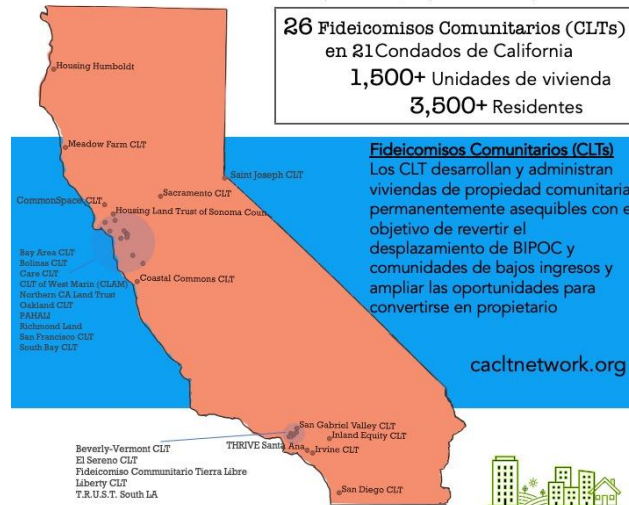 26 Fideicomisos Comunitarios (CLTs)
en 21 Condados de California
1,500+ Unidades de vivienda
3,500+ Residentes
Housing Humboldt
Meadow Farm CLT
Saint Joseph CLT
Sacramento CLT
CommonSpace CLT
Housing Land Trust of Sonoma Coun
Bay Area CLT
Bolinas CLT
Care CLT
CLT of West Marin (CLAM)
Northern CA Land Trust
Oakland CLT
PAHALI
Richmond Land
San Francisco CLT
South Bay CLT
Coastal Commons CLT
Fideicomisos Comunitarios (CLTs)
Los CLT desarrollan y administran
viviendas de propiedad comunitaria
permanentemente asequibles con e
objetivo de revertir el
desplazamiento de BIPOC y
comunidades de bajos ingresos y
ampliar las oportunidades para
convertirse en propietario
cacltnetwork.org
San Gabriel Valley CLT
Inland Equity CLT
THRIVE Santa Ana
Irvine CLT
Beverly-Vermont CLT
El Sereno CLT
Fideicomiso Communitario Tierra Libre
Liberty CLT
T.R.U.S.T. South LA
San Diego CLT